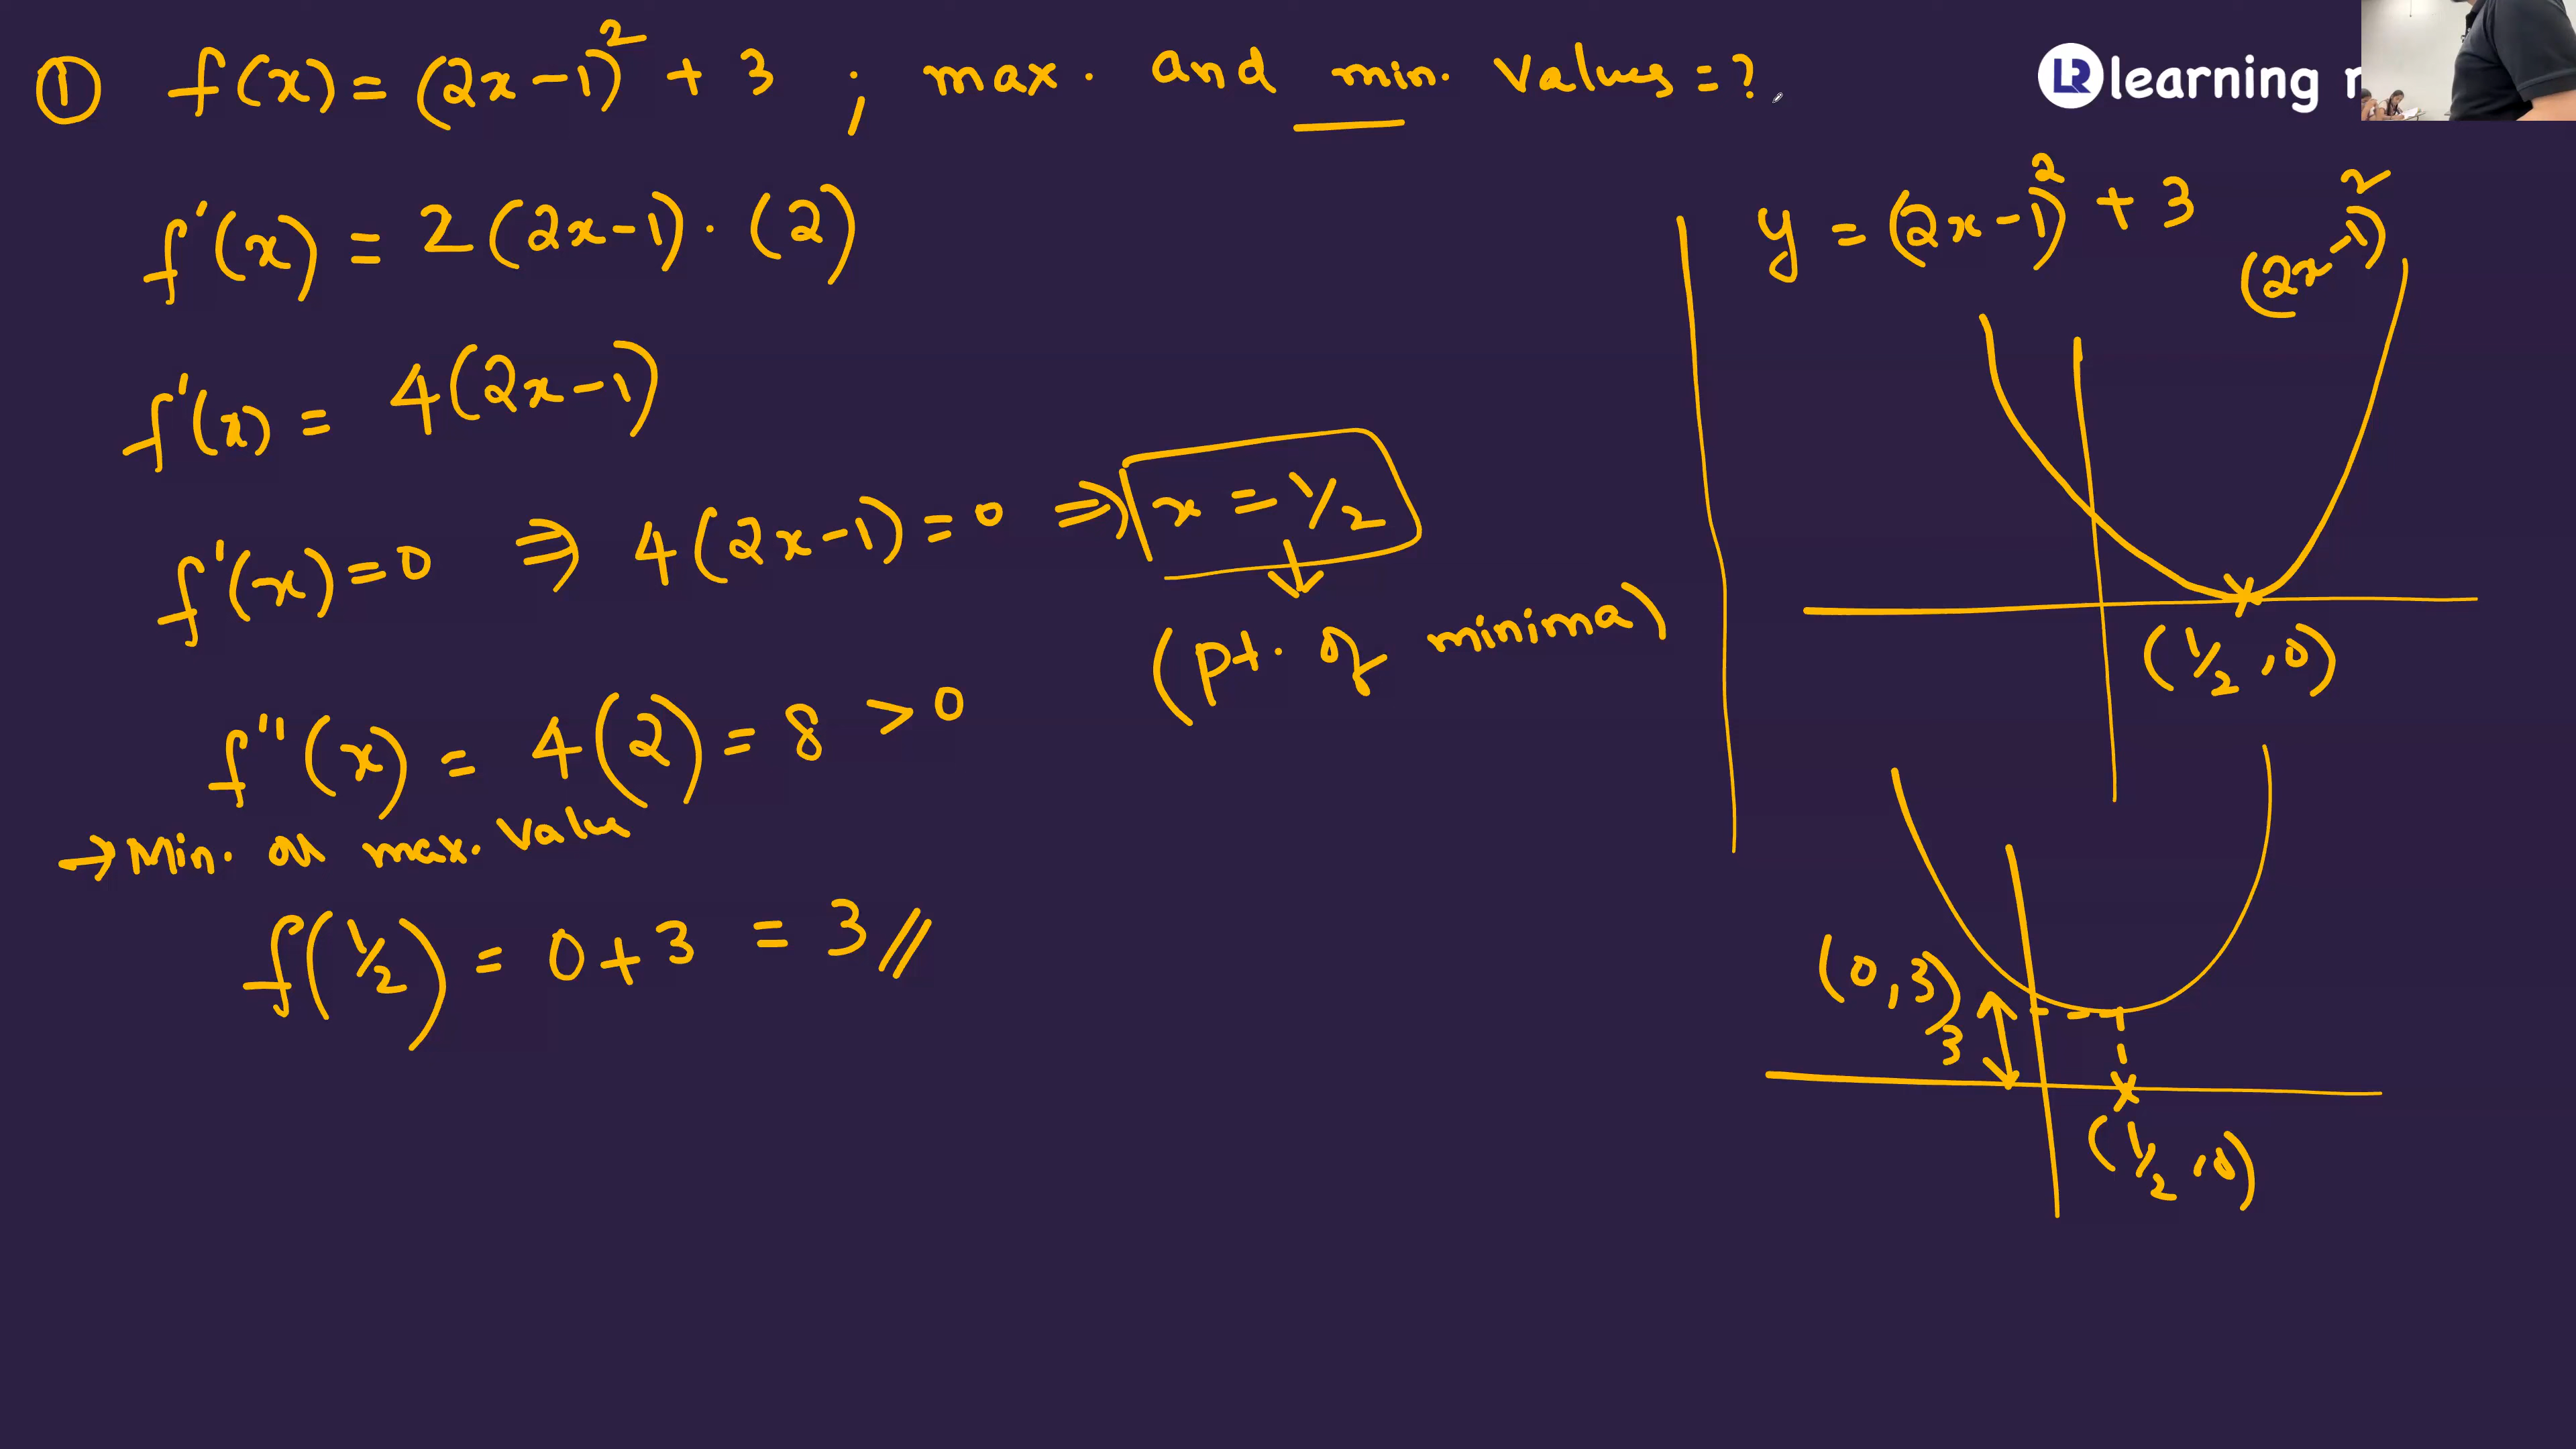 ① f(x) = (2x-1)² + 3 ; max. and min. values = ?
learning
f'(x) = 2(2x-1)·(2)
f'(x) = 4(2x-1)
f'(x) = 0 ⇒ 4(2x-1) = 0 ⇒ x = 1/2
(pt. of minima)
f''(x) = 4(2) = 8 > 0
→ Min. or max. value
f(1/2) = 0 + 3 = 3 //
y = (2x-1)² + 3
(2x-1)²
(1/2, 0)
(0, 3)
3
(1/2, 0)